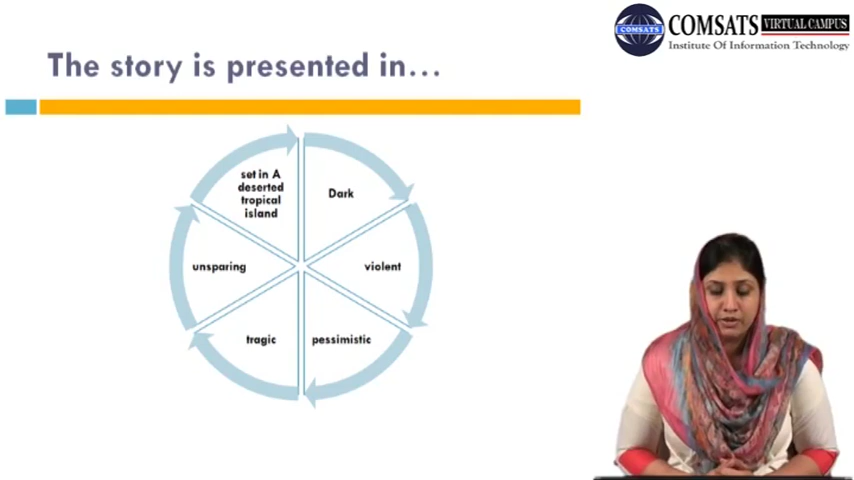 COMSATS
COMSATS VIRTUAL CAMPUS
Institute Of Information Technology
The story is presented in...
set in A
deserted
tropical
island
Dark
unsparing
violent
tragic
pessimistic